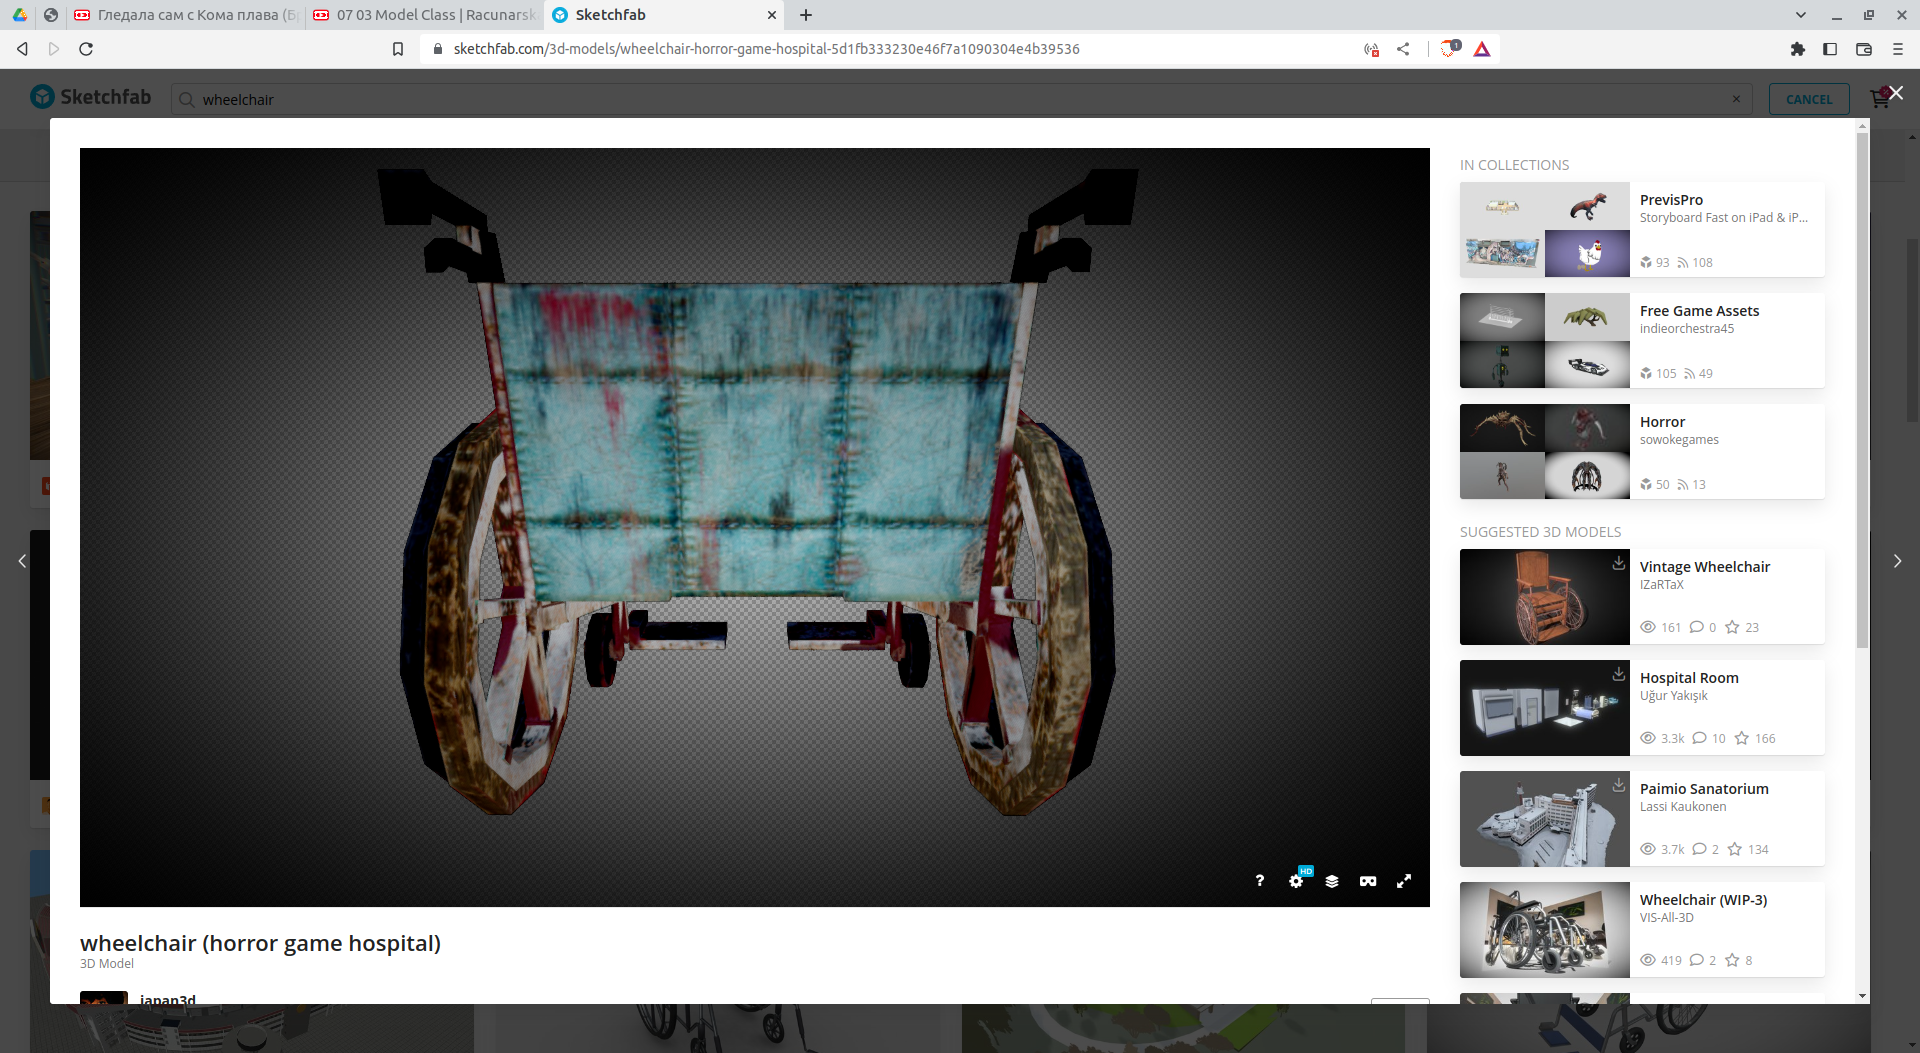 Гледала сам с Кома плава (Б
07 03 Model Class | Racunarsk
Sketchfab
sketchfab.com/3d-models/wheelchair-horror-game-hospital-5d1fb333230e46f7a1090304e4b39536
1
Sketchfab
wheelchair
CANCEL
IN COLLECTIONS
PrevisPro
Storyboard Fast on iPad & iP...
93 108
Free Game Assets
indieorchestra45
105 49
Horror
sowokegames
50 13
SUGGESTED 3D MODELS
Vintage Wheelchair
IZaRTaX
161 0 23
Hospital Room
Uğur Yakışık
3.3k 10 166
Paimio Sanatorium
Lassi Kaukonen
3.7k 2 134
Wheelchair (WIP-3)
VIS-All-3D
419 2 8
? HD
wheelchair (horror game hospital)
3D Model
japan3d